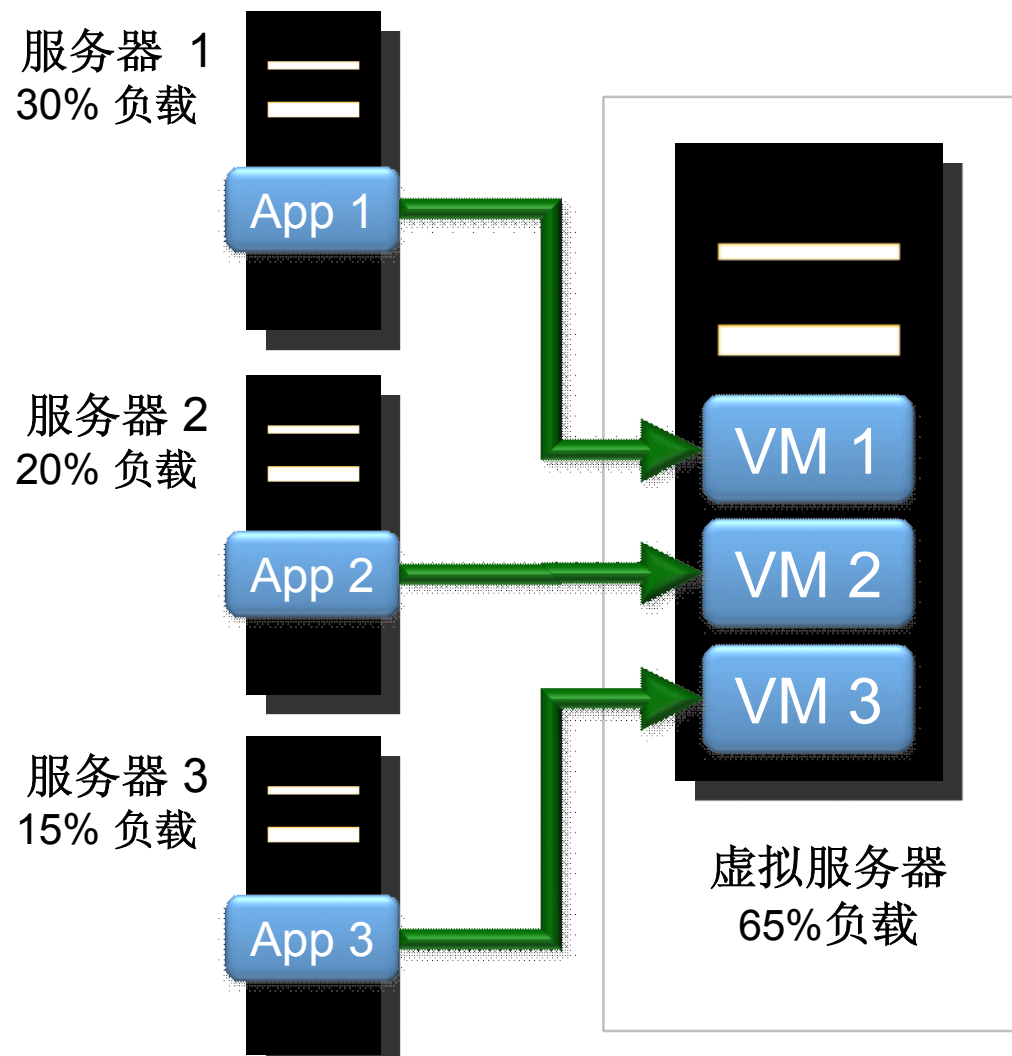 服务器 1
30% 负载
App 1
服务器 2
20% 负载
App 2
服务器 3
15% 负载
App 3
VM 1
VM 2
VM 3
虚拟服务器
65%负载